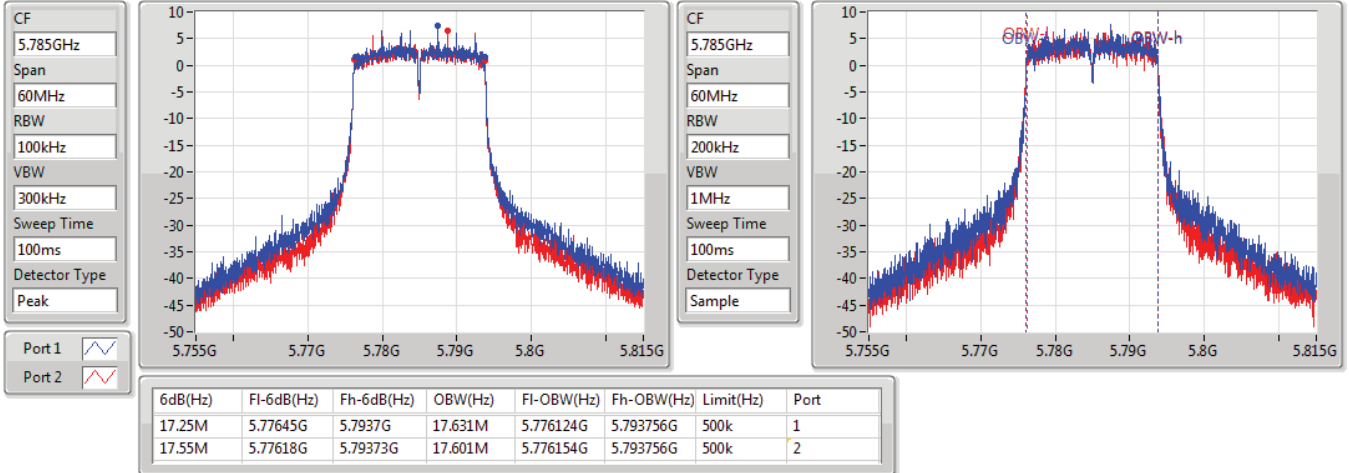 CF
5.785GHz
Span
60MHz
RBW
100kHz
VBW
300kHz
Sweep Time
100ms
Detector Type
Peak
Port 1
Port 2
10
5
0
-5
-10
-15
-20
-25
-30
-35
-40
-45
-50
5.755G 5.77G 5.78G 5.79G 5.8G 5.815G
CF
5.785GHz
Span
60MHz
RBW
200kHz
VBW
1MHz
Sweep Time
100ms
Detector Type
Sample
10
5
0
-5
-10
-15
-20
-25
-30
-35
-40
-45
-50
OBW-l OBW-h
5.755G 5.77G 5.78G 5.79G 5.8G 5.815G
6dB(Hz) Fl-6dB(Hz) Fh-6dB(Hz) OBW(Hz) Fl-OBW(Hz) Fh-OBW(Hz) Limit(Hz) Port
17.25M 5.77645G 5.7937G 17.631M 5.776124G 5.793756G 500k 1
17.55M 5.77618G 5.79373G 17.601M 5.776154G 5.793756G 500k 2